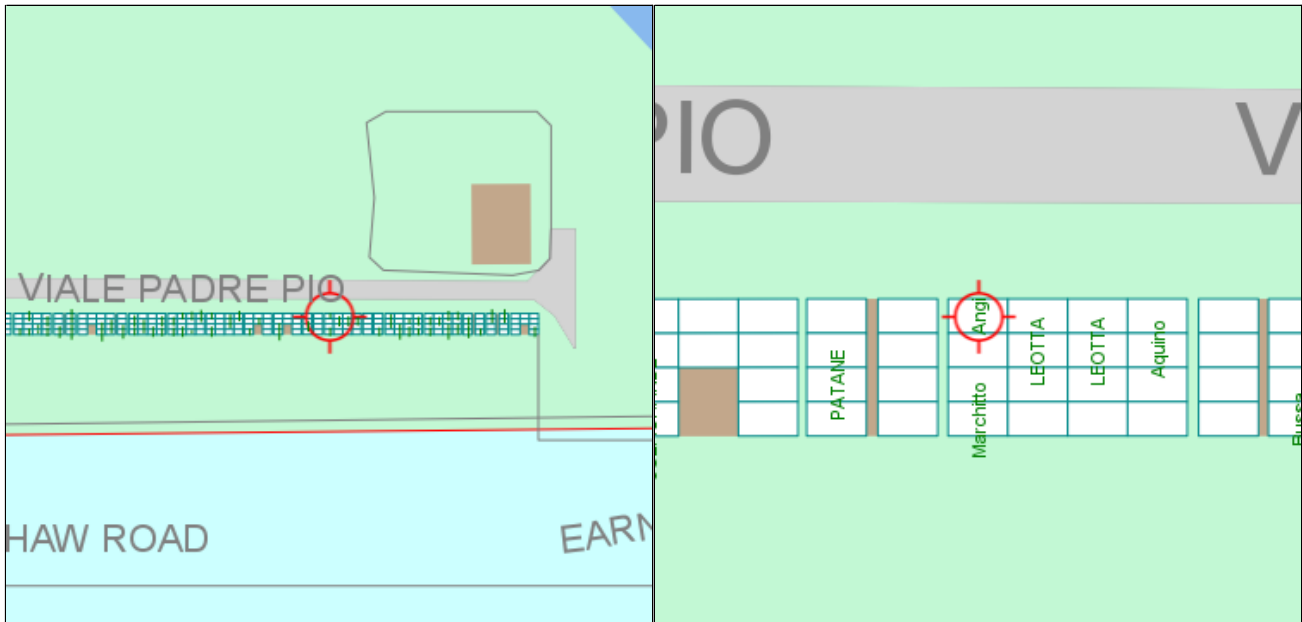 VIALE PADRE PIO
HAW ROAD
EARN
PIO
V
Angi
PATANE
Marchitto
LEOTTA
LEOTTA
Aquino